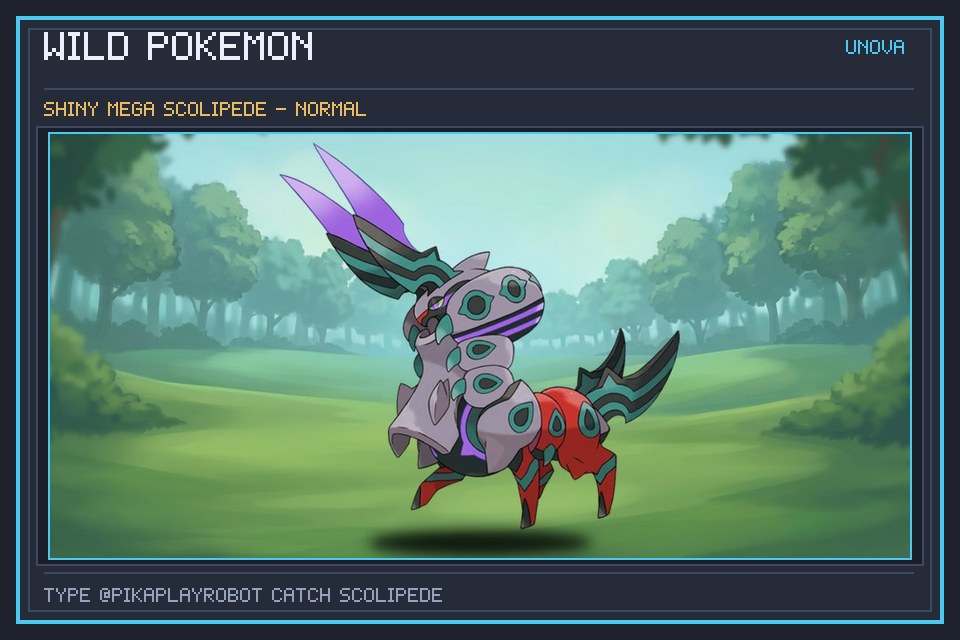 WILD POKEMON
UNOVA
SHINY MEGA SCOLIPEDE - NORMAL
TYPE @PIKAPLAYROBOT CATCH SCOLIPEDE